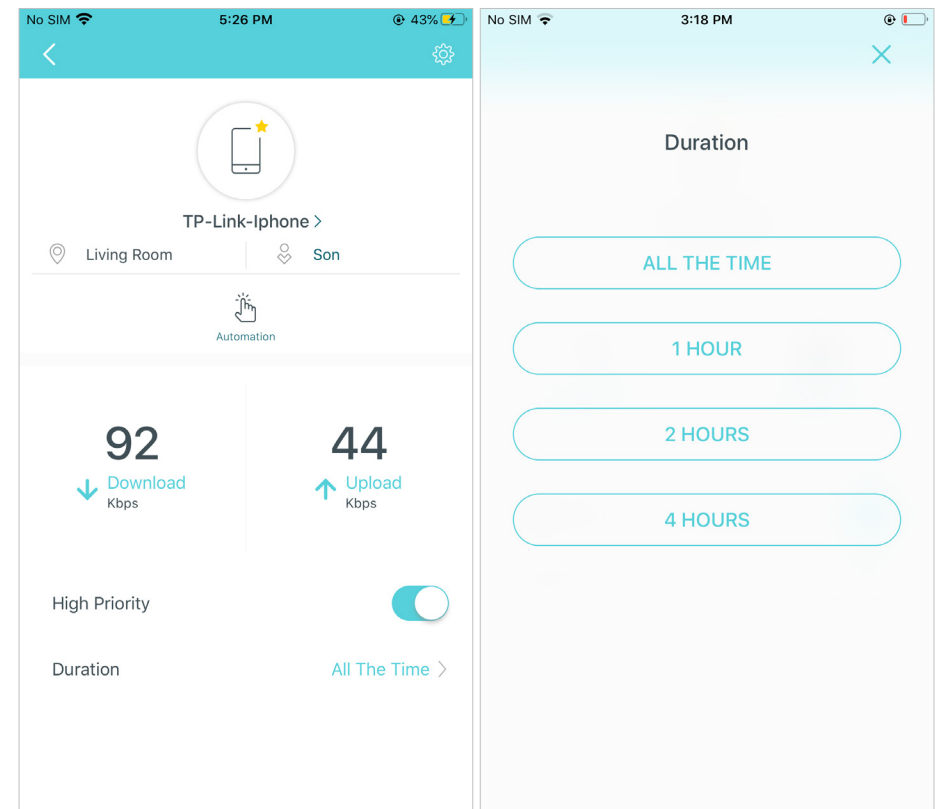 No SIM 5:26 PM 43%
TP-Link-Iphone >
Living Room Son
Automation
92 44
Download Upload
Kbps Kbps
High Priority
Duration All The Time >
No SIM 3:18 PM
Duration
ALL THE TIME
1 HOUR
2 HOURS
4 HOURS